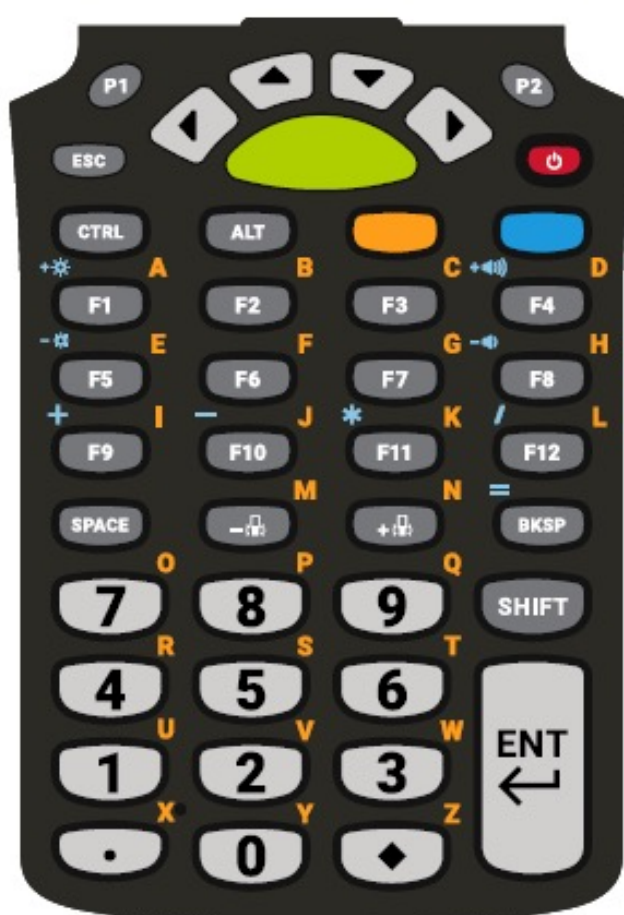 P1 P2
ESC
CTRL ALT
A B C D
F1 F2 F3 F4
E F G H
F5 F6 F7 F8
+ I - J * K / L
F9 F10 F11 F12
M N =
SPACE - + BKSP
O P Q
7 8 9 SHIFT
R S T
4 5 6
U V W
1 2 3 ENT
X Y Z
. 0